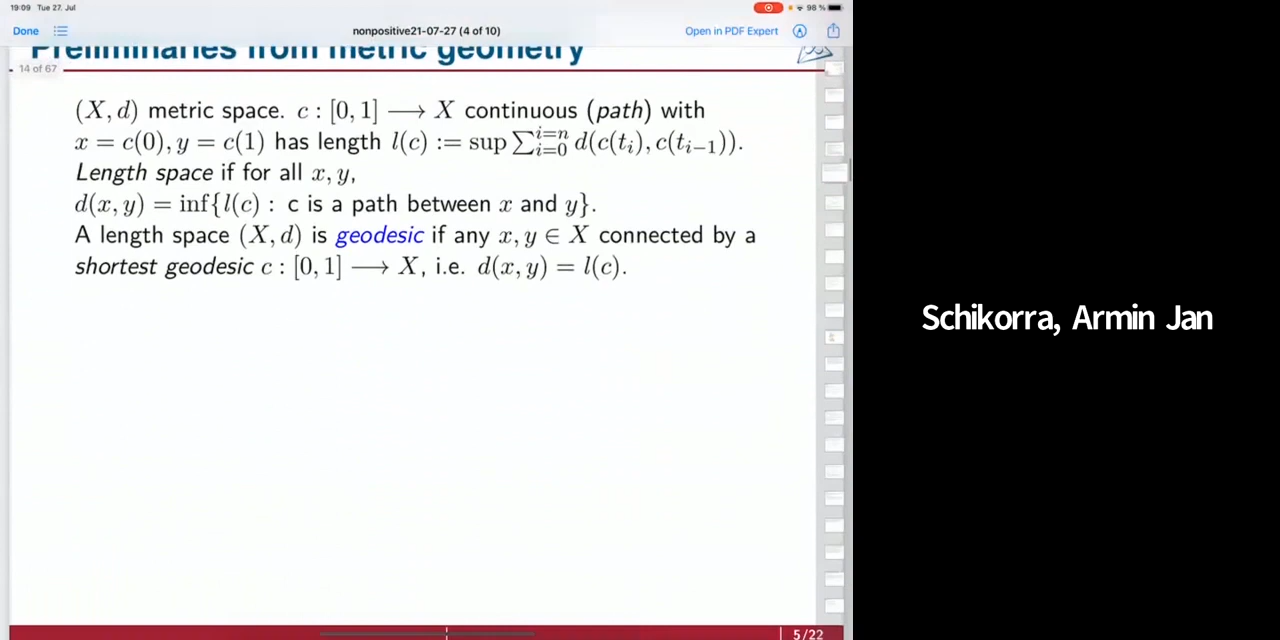 19:09 Tue 27. Jul
98 %
Done
nonpositive21-07-27 (4 of 10)
Open in PDF Expert
Preliminaries from metric geometry
14 of 67
(X, d) metric space. c : [0, 1] ⟶ X continuous (path) with
x = c(0), y = c(1) has length l(c) := sup ∑_{i=0}^{i=n} d(c(t_i), c(t_{i−1})).
Length space if for all x, y,
d(x, y) = inf{l(c) : c is a path between x and y}.
A length space (X, d) is geodesic if any x, y ∈ X connected by a
shortest geodesic c : [0, 1] ⟶ X, i.e. d(x, y) = l(c).
5/22
Schikorra, Armin Jan